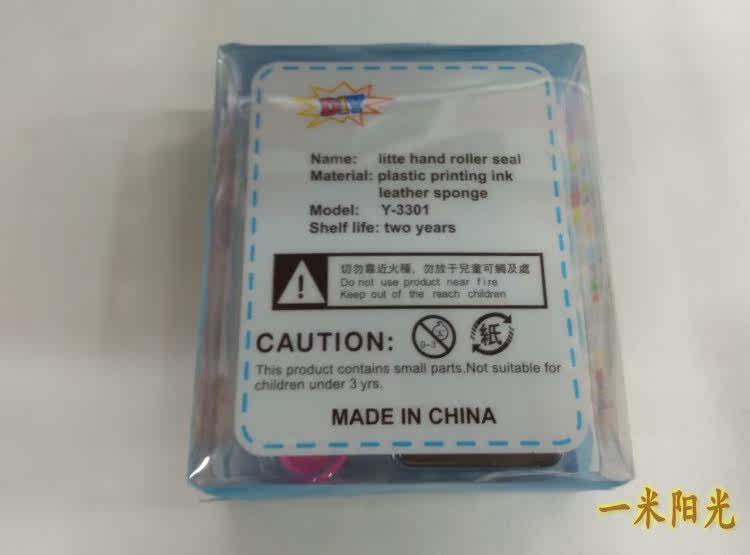 DIY
Name: litte hand roller seal
Material: plastic printing ink
leather sponge
Model: Y-3301
Shelf life: two years
切勿靠近火種，勿放于兒童可觸及處
Do not use product near fire
Keep out of the reach children
CAUTION:
0-3
紙
This product contains small parts.Not suitable for
children under 3 yrs.
MADE IN CHINA
一米阳光